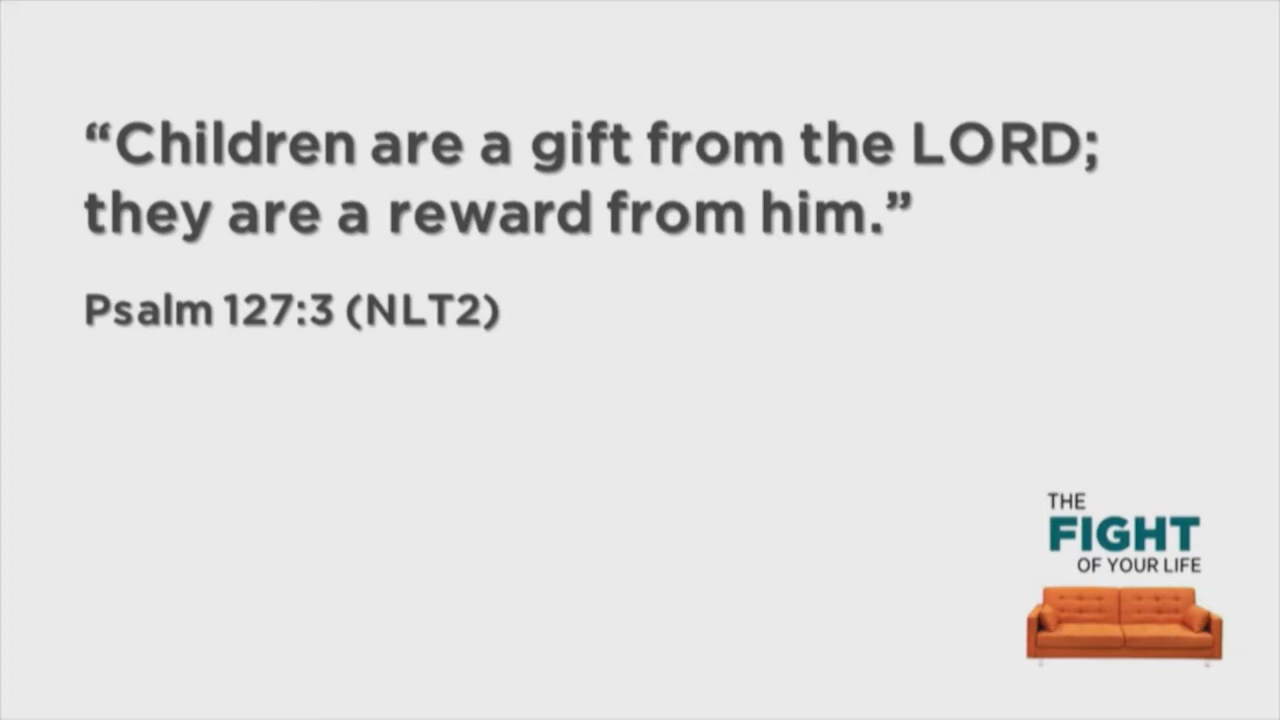 “Children are a gift from the LORD;
they are a reward from him.”
Psalm 127:3 (NLT2)
THE
FIGHT
OF YOUR LIFE